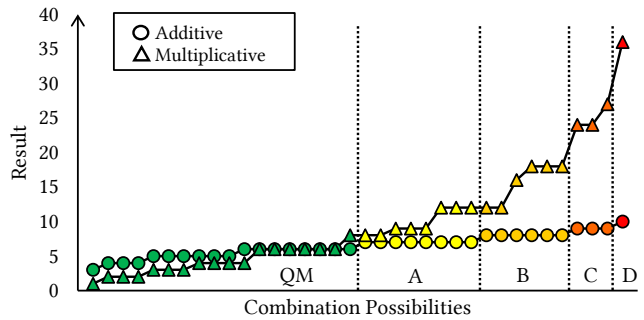 40
35
30
25
20
15
10
5
0
Result
Additive
Multiplicative
QM A B C D
Combination Possibilities